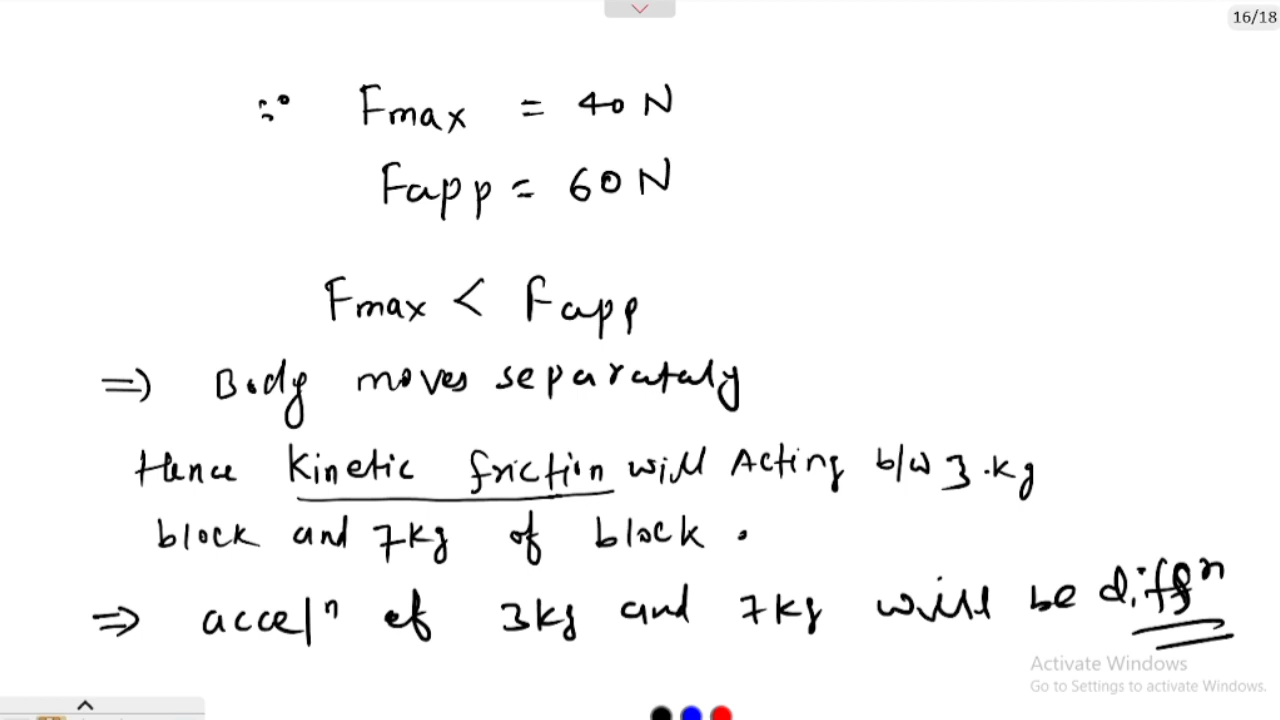 16/18
∵ Fmax = 40 N
Fapp = 60 N
Fmax < Fapp
⇒ Body moves separataly
Hence kinetic friction will Acting b/w 3.kg
block and 7kg of block.
⇒ accelⁿ of 3kg and 7kg will be diffⁿ
Activate Windows
Go to Settings to activate Windows.